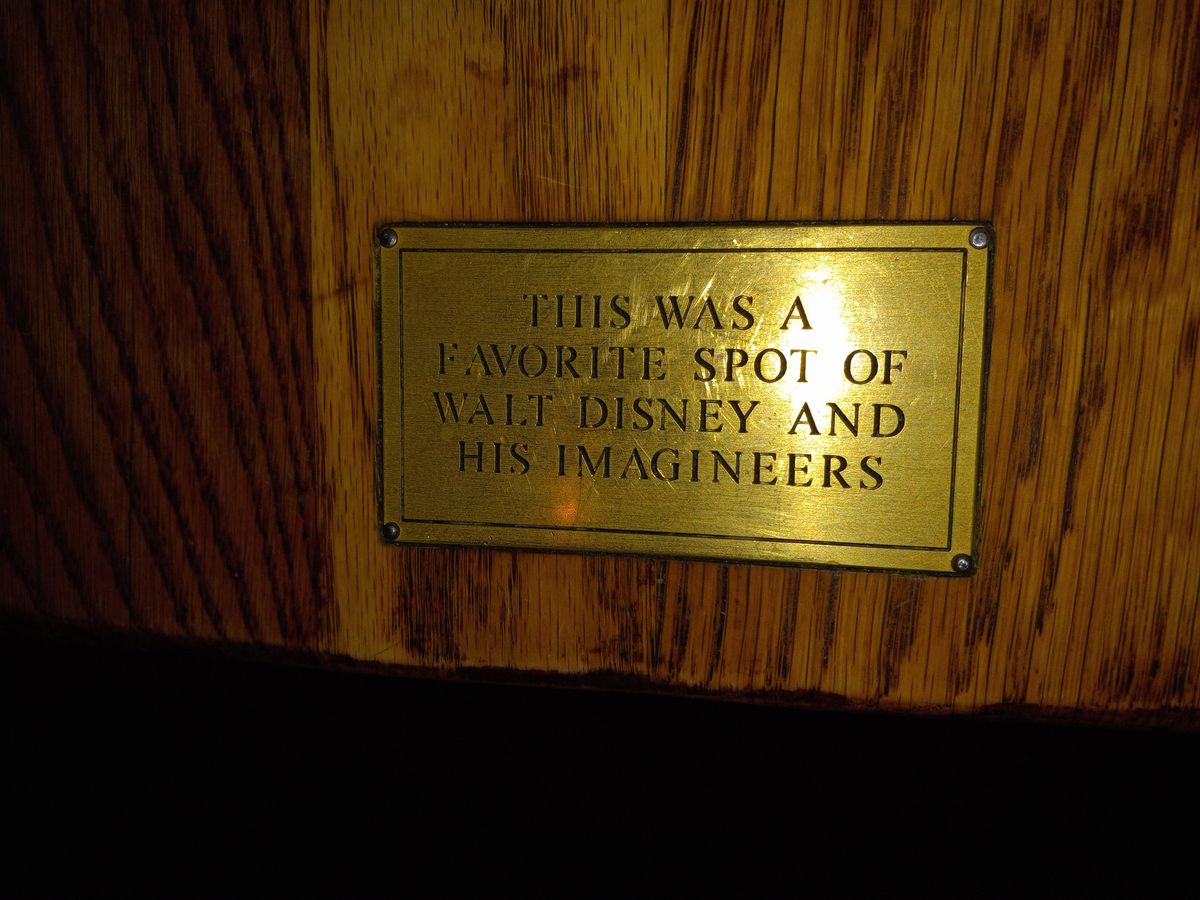 THIS WAS A
FAVORITE SPOT OF
WALT DISNEY AND
HIS IMAGINEERS